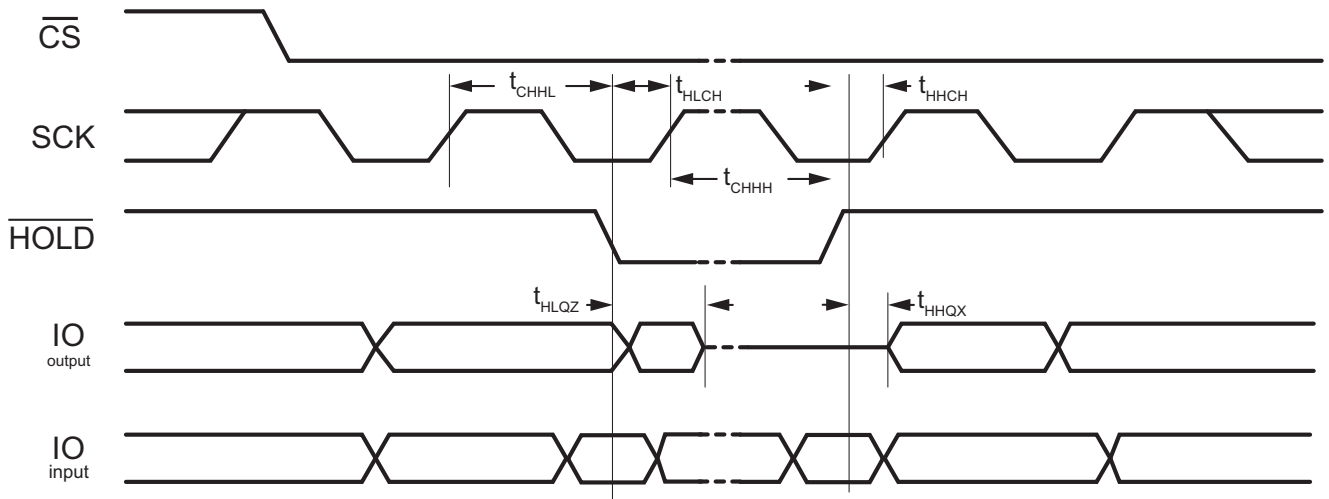 CS
tCHHL
tHLCH
tHHCH
SCK
tCHHH
HOLD
tHLQZ
tHHQX
IO
output
IO
input